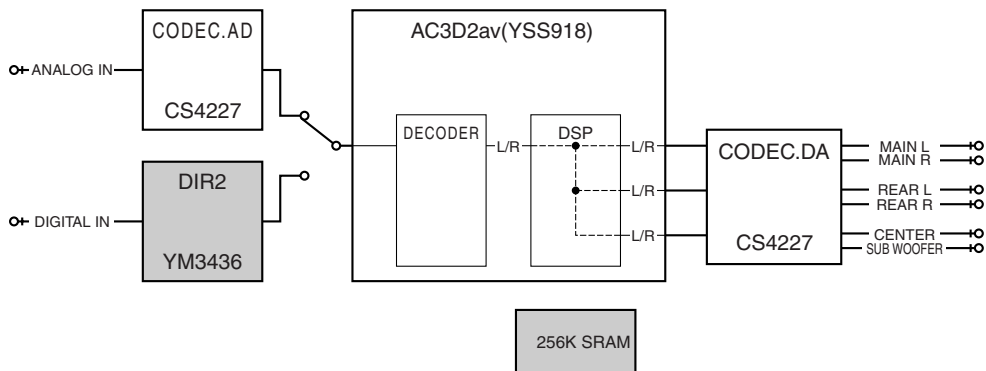 CODEC.AD
CS4227
ANALOG IN
DIR2
YM3436
DIGITAL IN
AC3D2av(YSS918)
DECODER
L/R
DSP
L/R
L/R
L/R
CODEC.DA
CS4227
MAIN L
MAIN R
REAR L
REAR R
CENTER
SUB WOOFER
256K SRAM